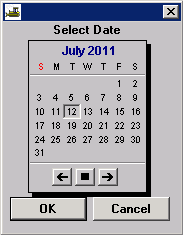 Select Date
July 2011
S M T W T F S
1 2
3 4 5 6 7 8 9
10 11 12 13 14 15 16
17 18 19 20 21 22 23
24 25 26 27 28 29 30
31
OK Cancel